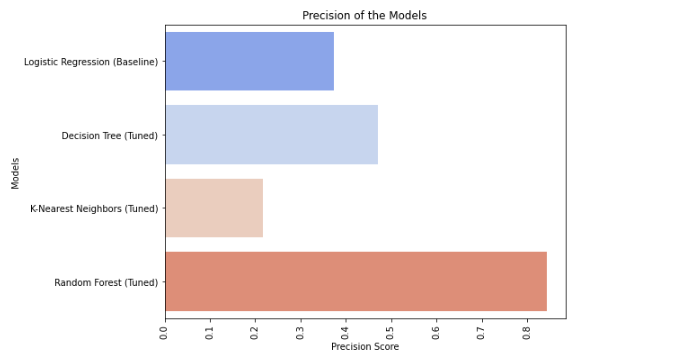 Precision of the Models
Logistic Regression (Baseline)
Decision Tree (Tuned)
K-Nearest Neighbors (Tuned)
Random Forest (Tuned)
Models
0.0 0.1 0.2 0.3 0.4 0.5 0.6 0.7 0.8
Precision Score